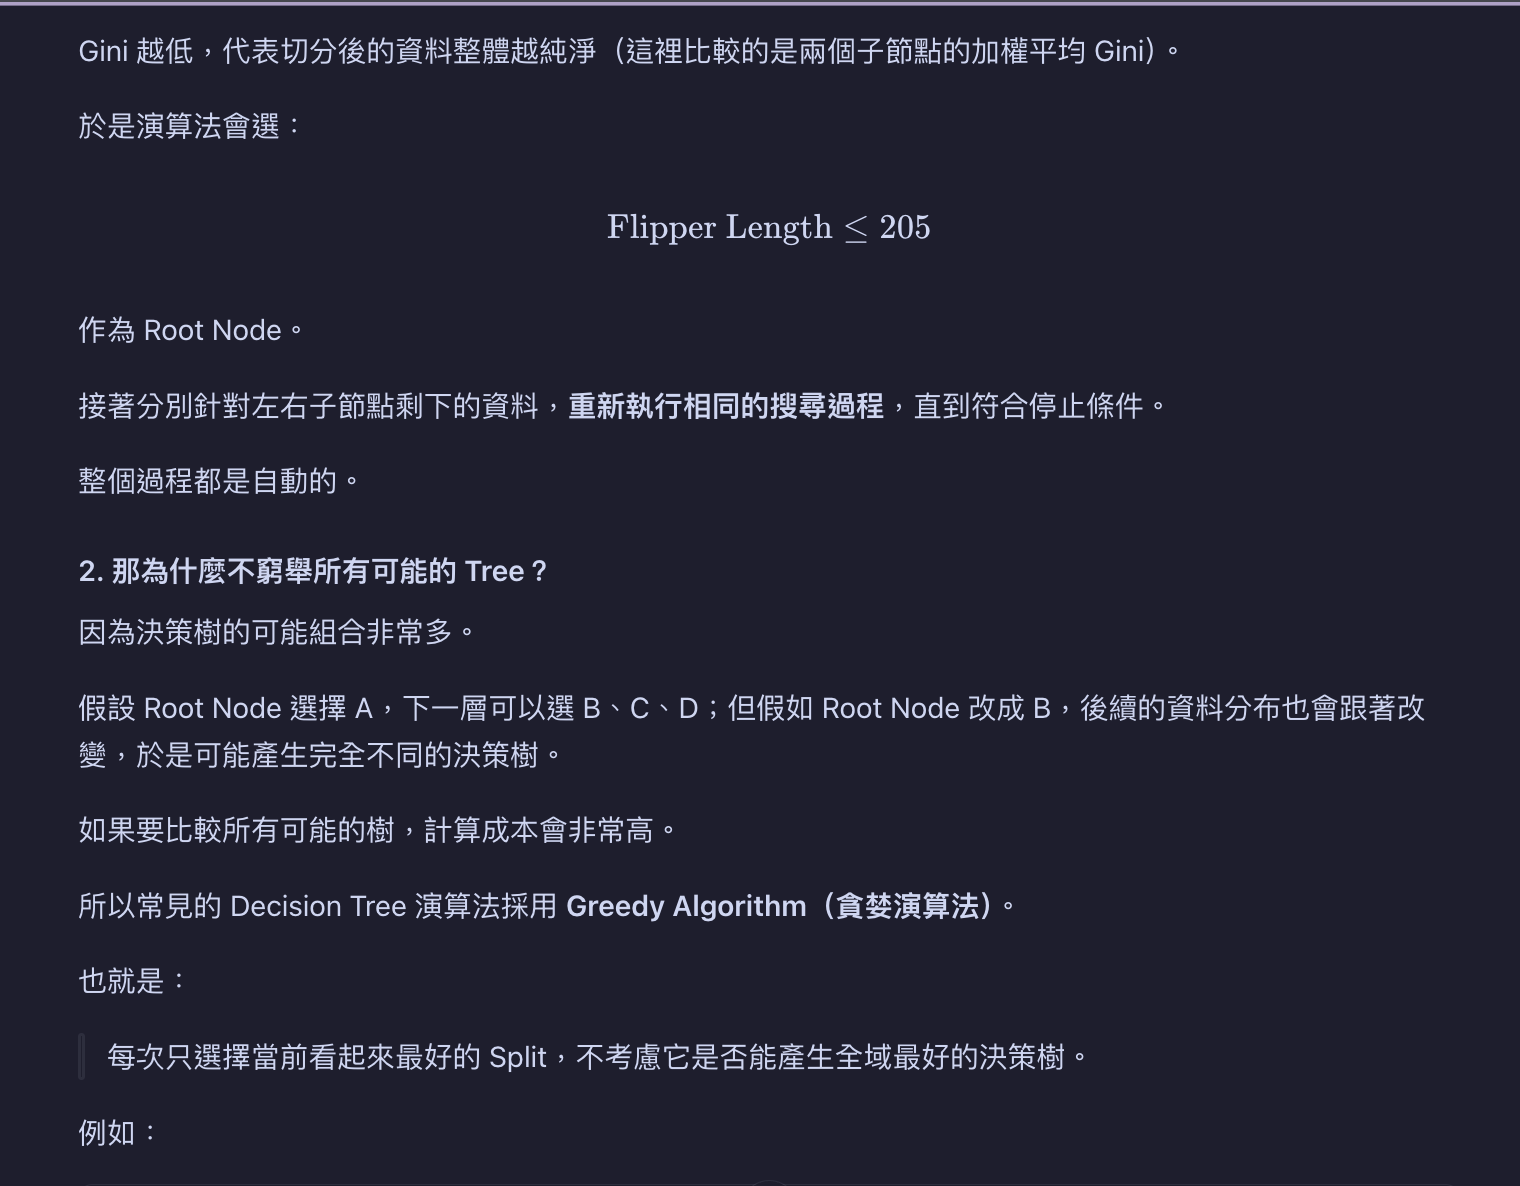 Gini 越低，代表切分後的資料整體越純淨（這裡比較的是兩個子節點的加權平均 Gini）。
於是演算法會選：
Flipper Length ≤ 205
作為 Root Node。
接著分別針對左右子節點剩下的資料，重新執行相同的搜尋過程，直到符合停止條件。
整個過程都是自動的。
2. 那為什麼不窮舉所有可能的 Tree？
因為決策樹的可能組合非常多。
假設 Root Node 選擇 A，下一層可以選 B、C、D；但假如 Root Node 改成 B，後續的資料分布也會跟著改
變，於是可能產生完全不同的決策樹。
如果要比較所有可能的樹，計算成本會非常高。
所以常見的 Decision Tree 演算法採用 Greedy Algorithm（貪婪演算法）。
也就是：
每次只選擇當前看起來最好的 Split，不考慮它是否能產生全域最好的決策樹。
例如：